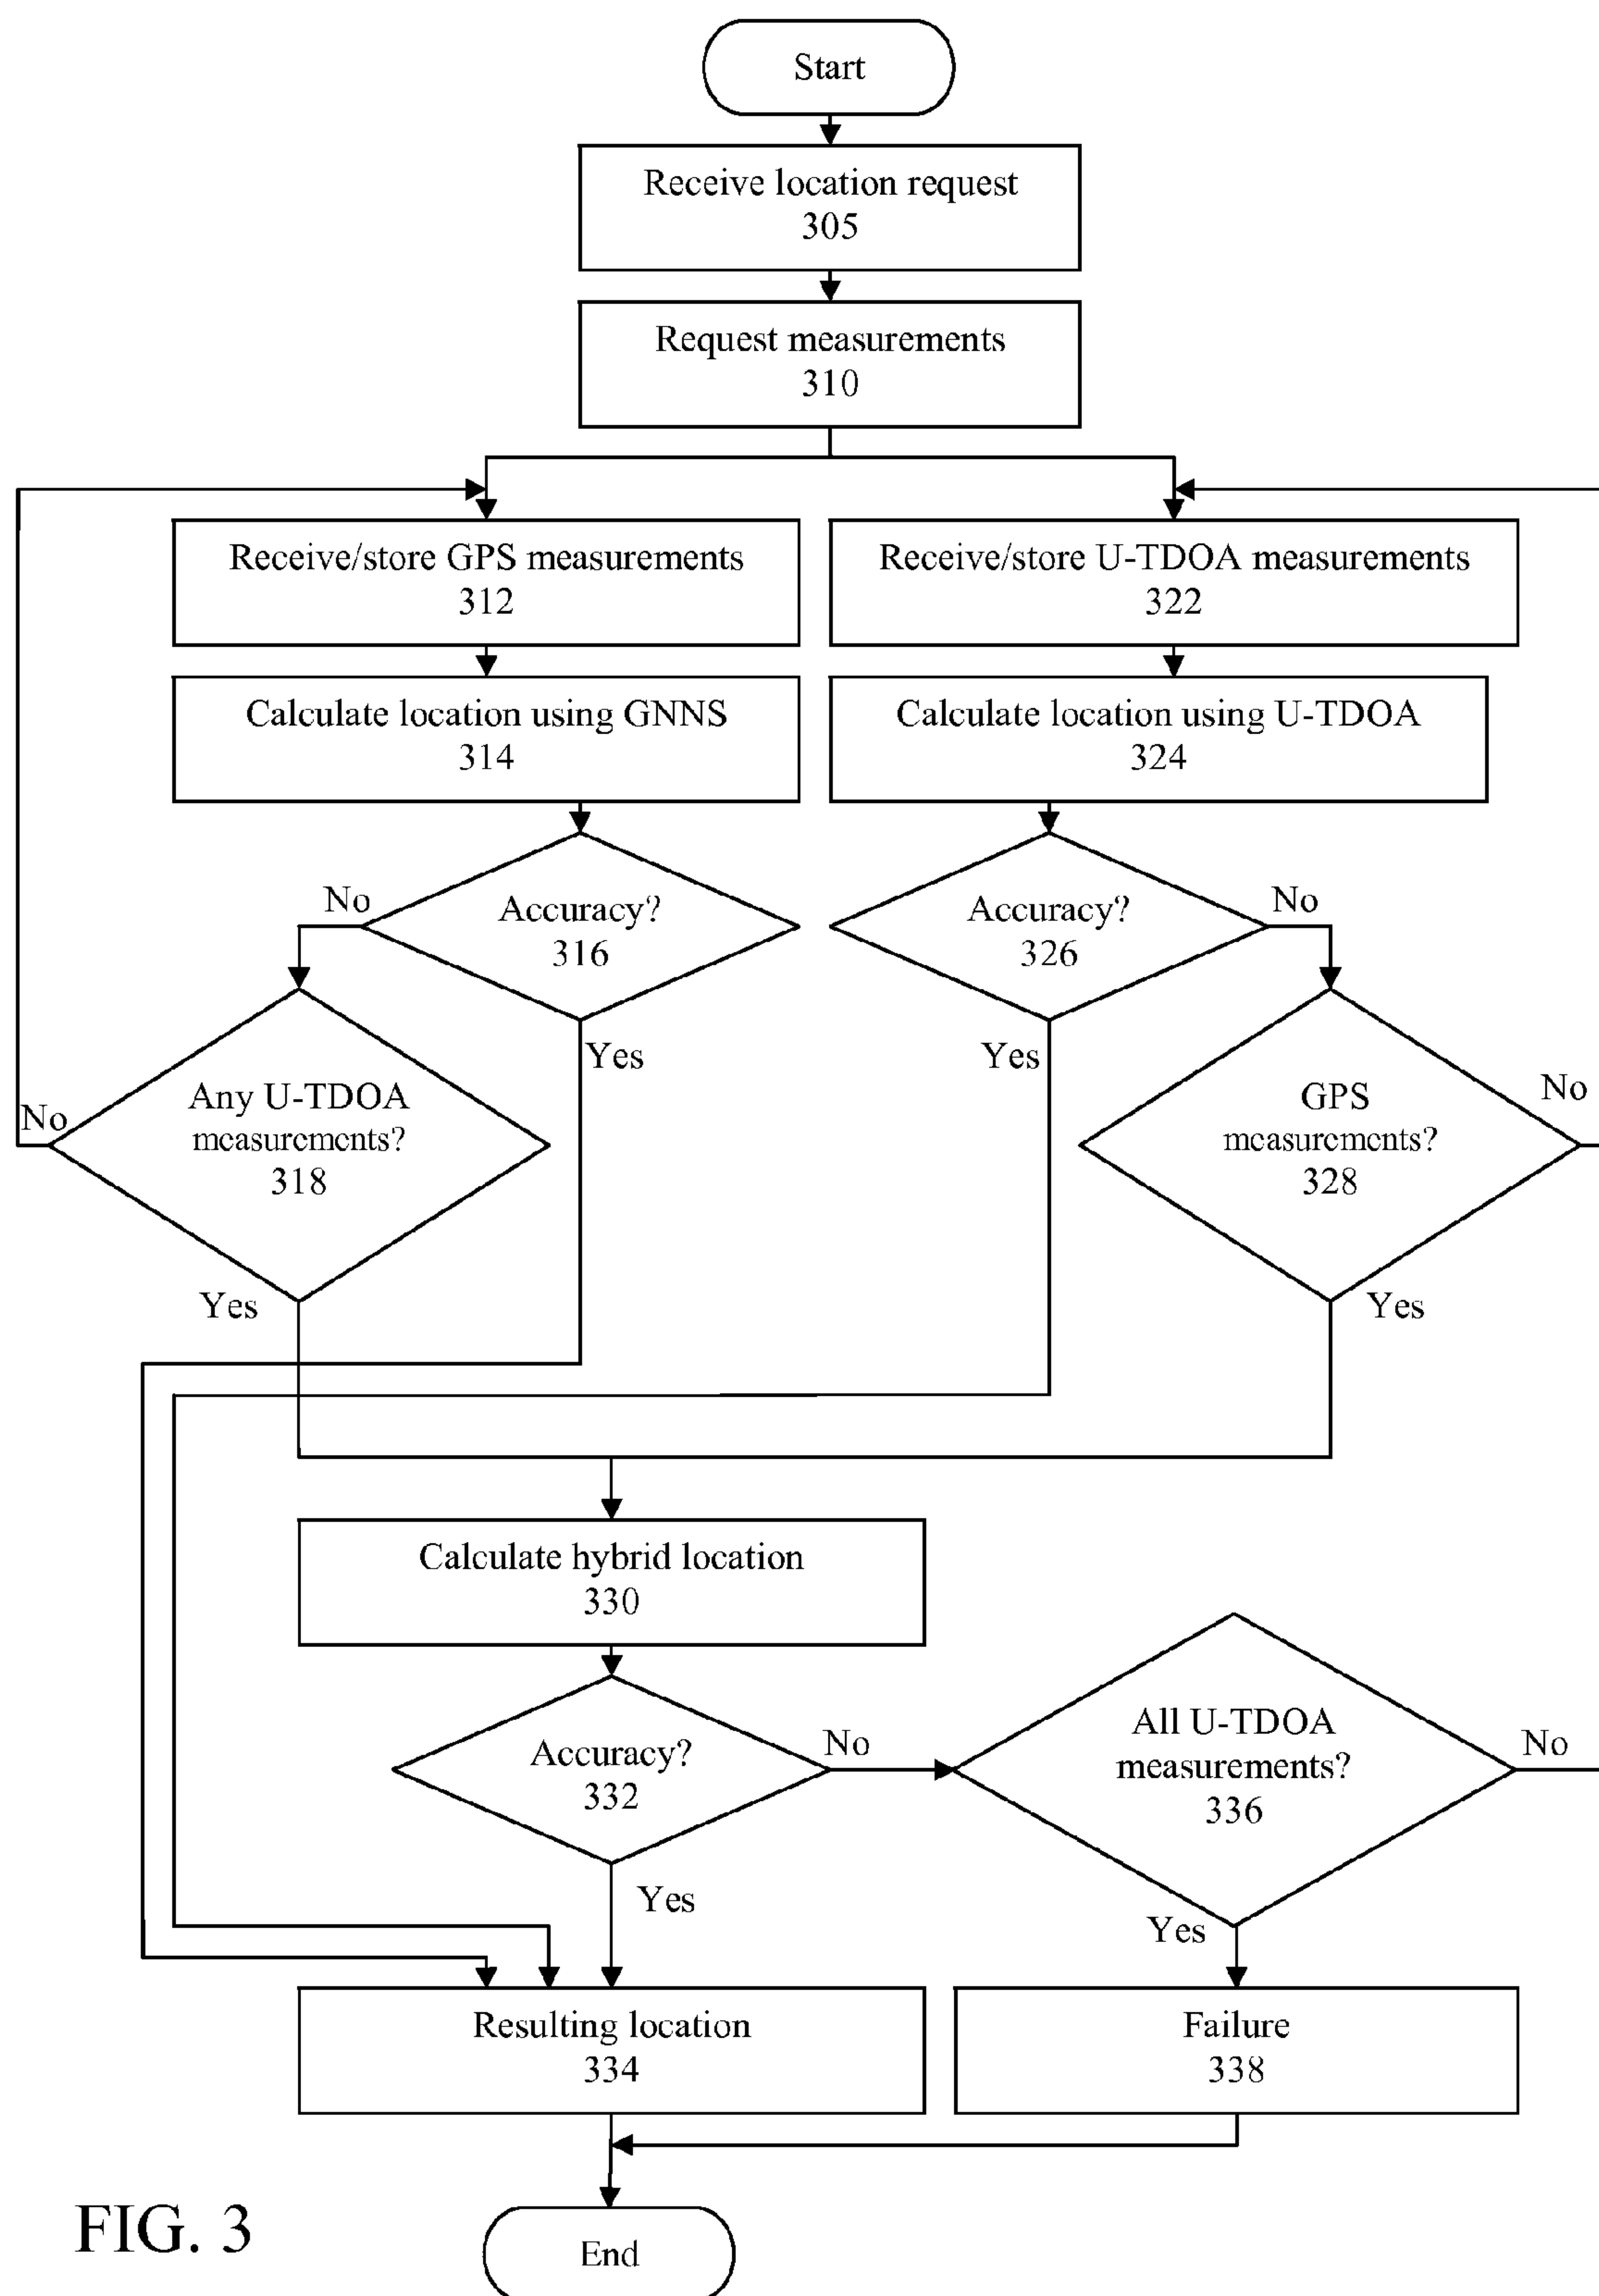 Start
Receive location request
305
Request measurements
310
Receive/store GPS measurements
312
Receive/store U-TDOA measurements
322
Calculate location using GNNS
314
Calculate location using U-TDOA
324
No
Accuracy?
316
Accuracy?
326
No
Yes
Yes
No
Any U-TDOA
measurements?
318
GPS
measurements?
328
No
Yes
Yes
Calculate hybrid location
330
Accuracy?
332
No
All U-TDOA
measurements?
336
No
Yes
Yes
Resulting location
334
Failure
338
FIG. 3
End